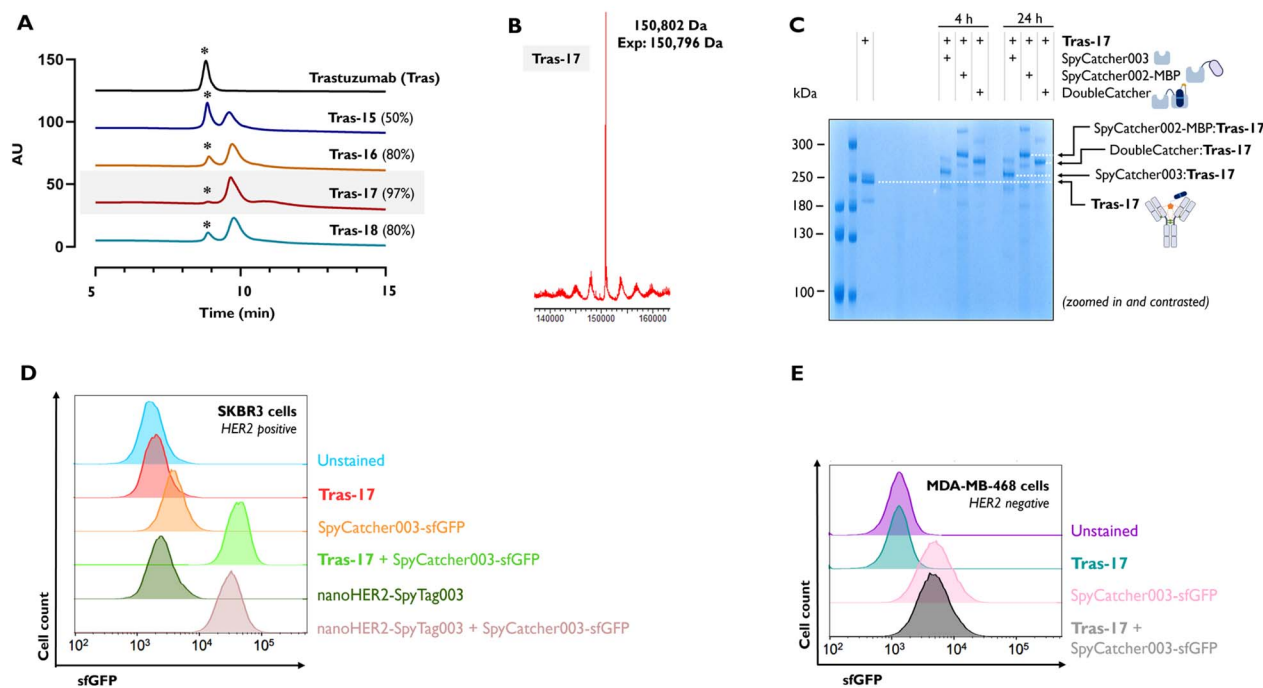 A
150
100
50
0
AU
*
Trastuzumab (Tras)
*
Tras-15 (50%)
*
Tras-16 (80%)
*
Tras-17 (97%)
*
Tras-18 (80%)
5
10
15
Time (min)
B
150,802 Da
Exp: 150,796 Da
Tras-17
140000
150000
160000
C
4 h
24 h
+ + + + + + + Tras-17
+ + SpyCatcher003
+ + SpyCatcher002-MBP
+ + DoubleCatcher
kDa
300
250
180
130
100
SpyCatcher002-MBP:Tras-17
DoubleCatcher:Tras-17
SpyCatcher003:Tras-17
Tras-17
(zoomed in and contrasted)
D
SKBR3 cells
HER2 positive
Unstained
Tras-17
SpyCatcher003-sfGFP
Tras-17 + SpyCatcher003-sfGFP
nanoHER2-SpyTag003
nanoHER2-SpyTag003 + SpyCatcher003-sfGFP
Cell count
10² 10³ 10⁴ 10⁵
sfGFP
E
MDA-MB-468 cells
HER2 negative
Unstained
Tras-17
SpyCatcher003-sfGFP
Tras-17 +
SpyCatcher003-sfGFP
Cell count
10² 10³ 10⁴ 10⁵
sfGFP